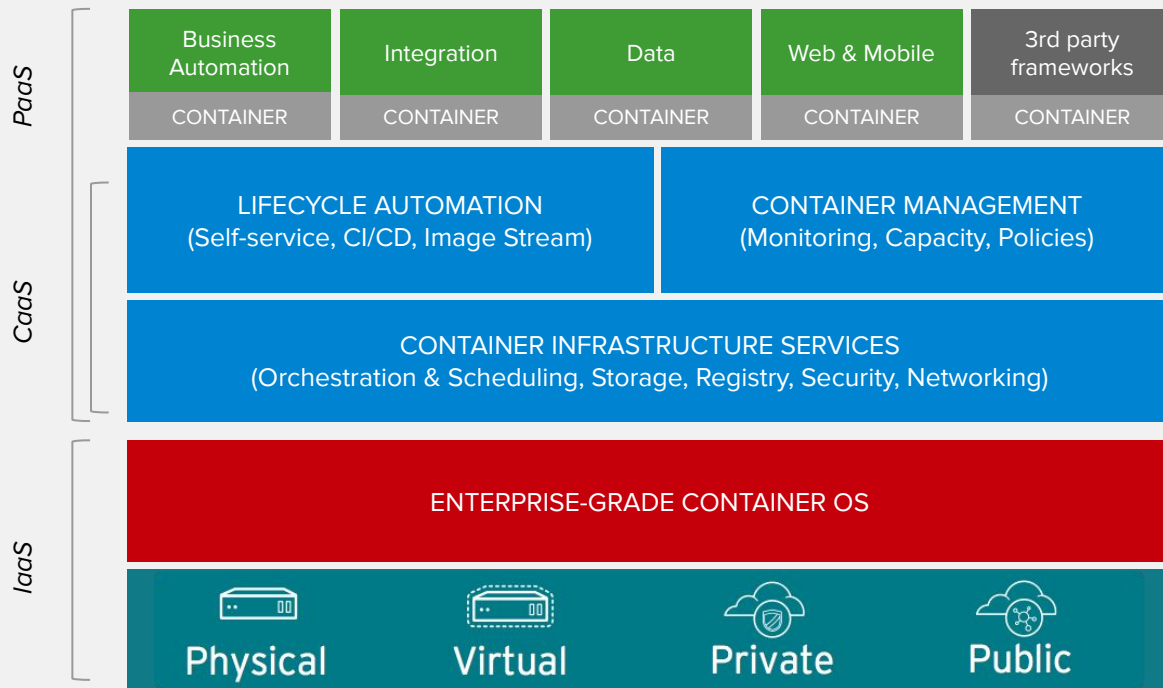 PaaS
Business
Automation
Integration
Data
Web & Mobile
3rd party
frameworks
CONTAINER
CONTAINER
CONTAINER
CONTAINER
CONTAINER
CaaS
LIFECYCLE AUTOMATION
(Self-service, CI/CD, Image Stream)
CONTAINER MANAGEMENT
(Monitoring, Capacity, Policies)
CONTAINER INFRASTRUCTURE SERVICES
(Orchestration & Scheduling, Storage, Registry, Security, Networking)
IaaS
ENTERPRISE-GRADE CONTAINER OS
Physical
Virtual
Private
Public